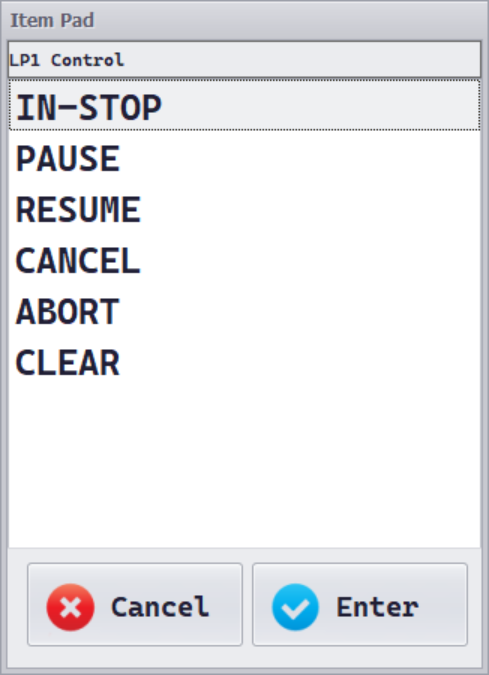 Item Pad
LP1 Control
IN-STOP
PAUSE
RESUME
CANCEL
ABORT
CLEAR
Cancel
Enter